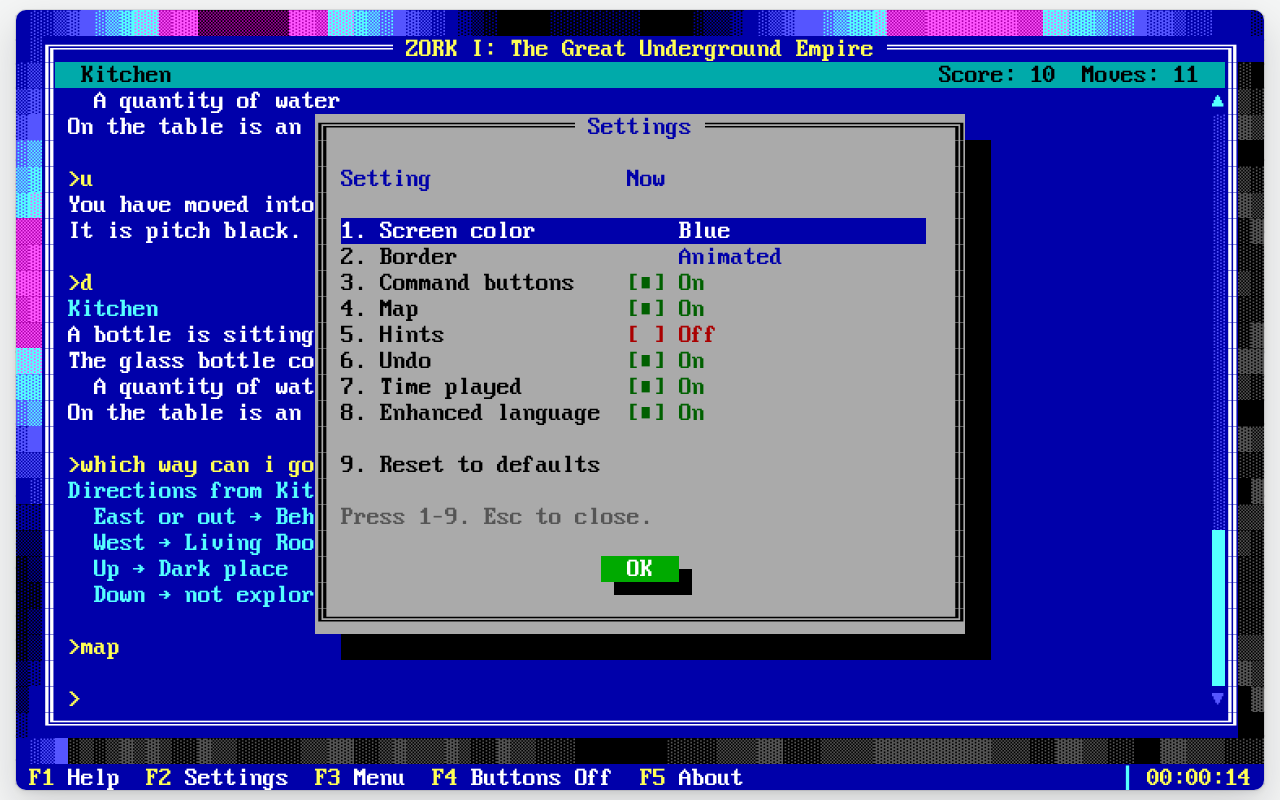 ZORK I: The Great Underground Empire
Kitchen Score: 10 Moves: 11
A quantity of water
On the table is an
>u
You have moved into
It is pitch black.
>d
Kitchen
A bottle is sitting
The glass bottle co
A quantity of wat
On the table is an
>which way can i go
Directions from Kit
East or out → Beh
West → Living Roo
Up → Dark place
Down → not explor
>map
>
Settings
Setting Now
1. Screen color Blue
2. Border Animated
3. Command buttons [■] On
4. Map [■] On
5. Hints [ ] Off
6. Undo [■] On
7. Time played [■] On
8. Enhanced language [■] On
9. Reset to defaults
Press 1-9. Esc to close.
OK
F1 Help F2 Settings F3 Menu F4 Buttons Off F5 About 00:00:14